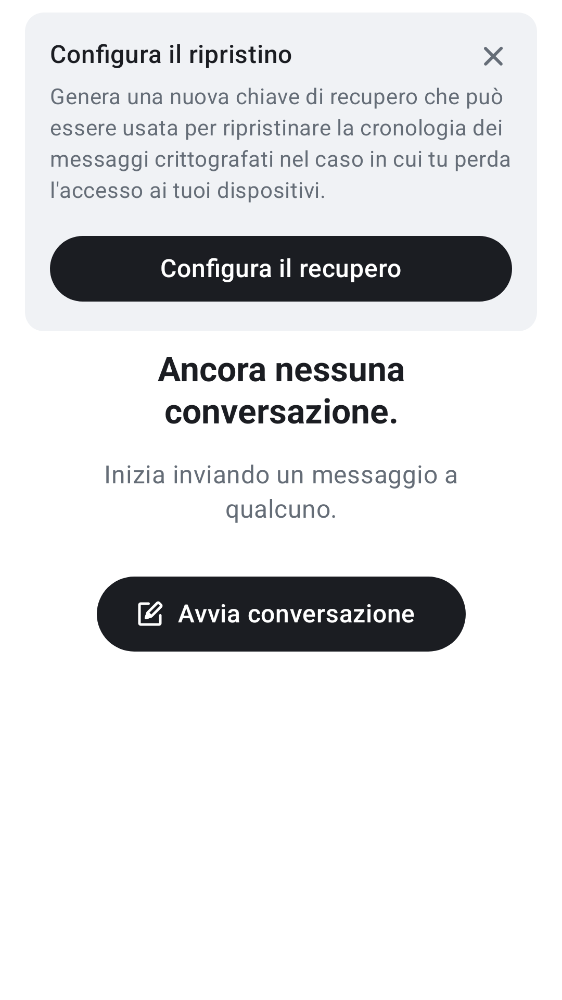 Configura il ripristino
Genera una nuova chiave di recupero che può
essere usata per ripristinare la cronologia dei
messaggi crittografati nel caso in cui tu perda
l'accesso ai tuoi dispositivi.
Configura il recupero
Ancora nessuna
conversazione.
Inizia inviando un messaggio a
qualcuno.
Avvia conversazione